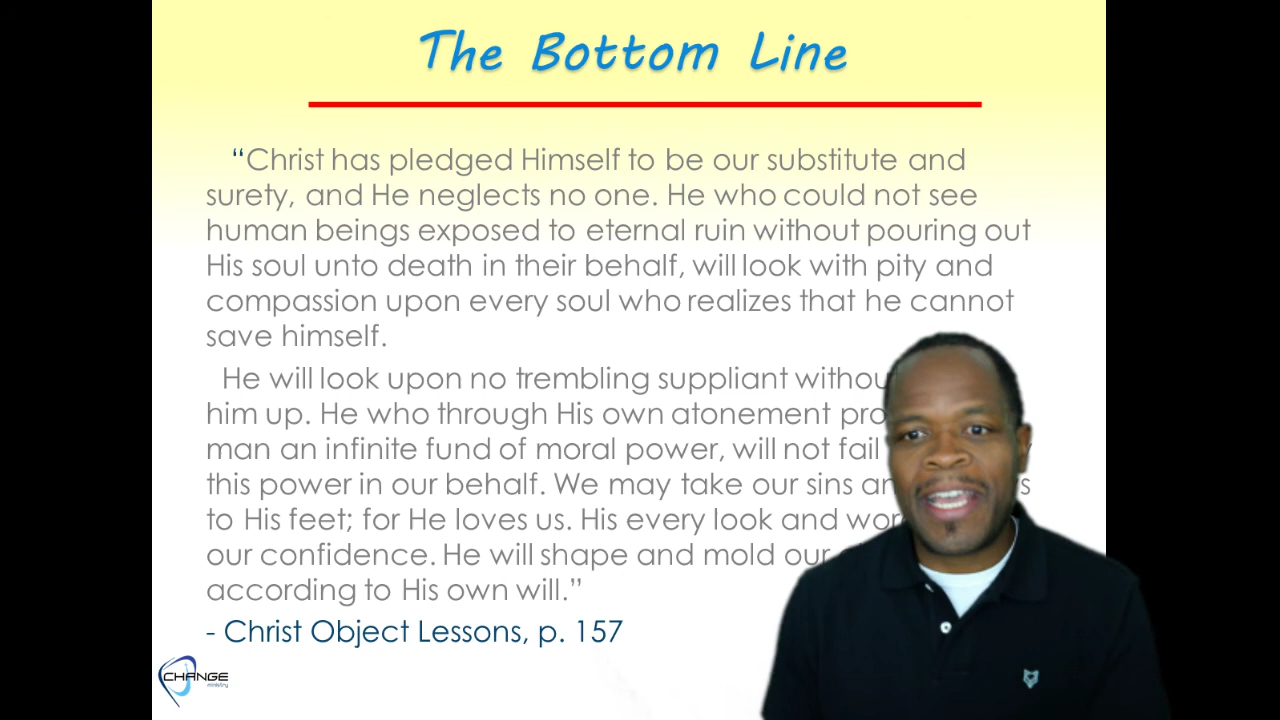 The Bottom Line
“Christ has pledged Himself to be our substitute and
surety, and He neglects no one. He who could not see
human beings exposed to eternal ruin without pouring out
His soul unto death in their behalf, will look with pity and
compassion upon every soul who realizes that he cannot
save himself.
He will look upon no trembling suppliant
him up. He who through His own atonement
man an infinite fund of moral power, will not fail
this power in our behalf. We may take our sins
to His feet; for He loves us. His every look and
our confidence. He will shape and mold our
according to His own will.”
- Christ Object Lessons, p. 157
CHANGE
ministry